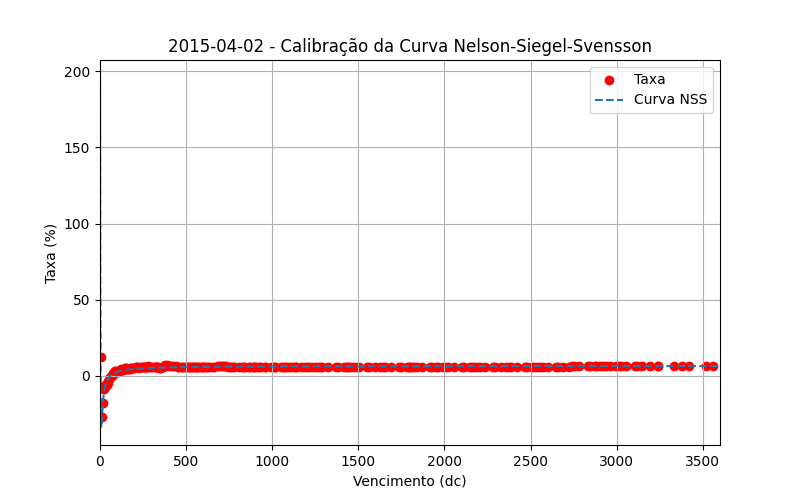 2015-04-02 - Calibração da Curva Nelson-Siegel-Svensson
Taxa
Curva NSS
Taxa (%)
200
150
100
50
0
0 500 1000 1500 2000 2500 3000 3500
Vencimento (dc)